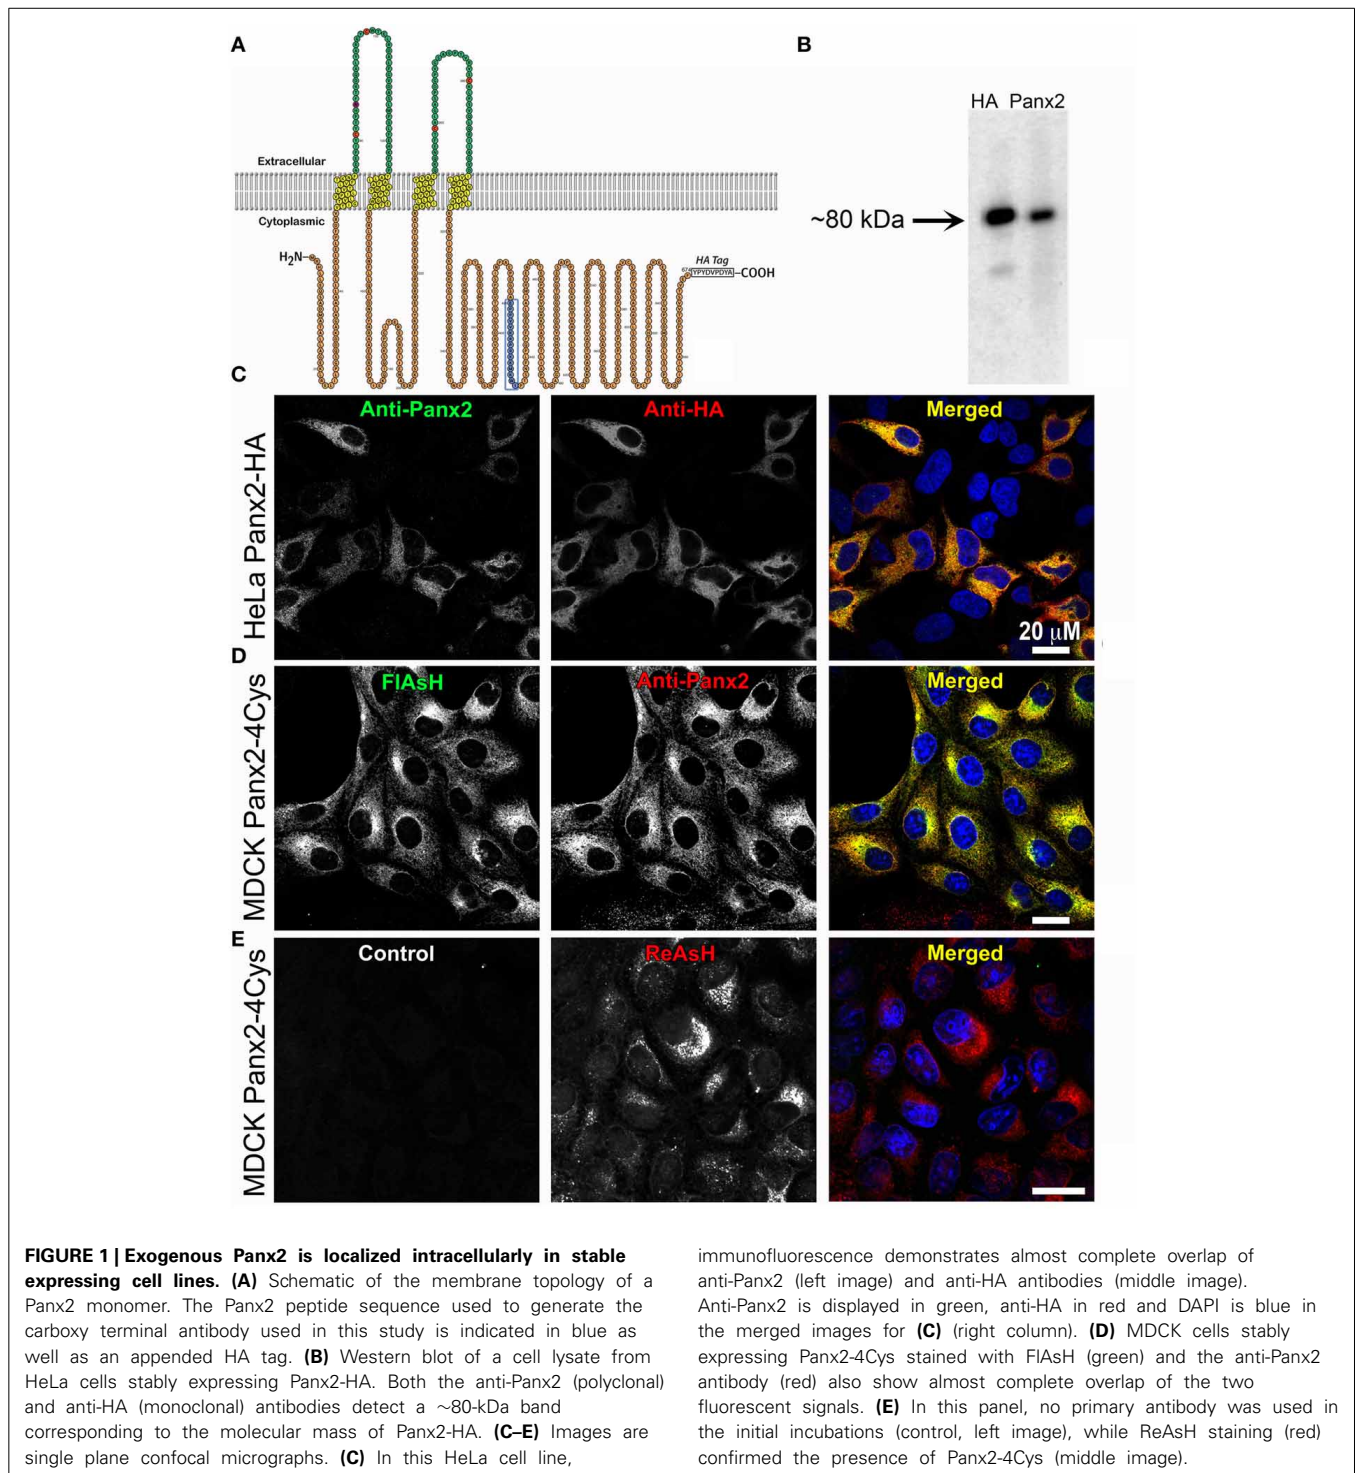 A
B
HA Panx2
Extracellular
Cytoplasmic
~80 kDa
H₂N
HA Tag
YPYDVPDYA
COOH
C
HeLa Panx2-HA
Anti-Panx2
Anti-HA
Merged
20 μM
D
MDCK Panx2-4Cys
FlAsH
Anti-Panx2
Merged
E
MDCK Panx2-4Cys
Control
ReAsH
Merged
FIGURE 1 | Exogenous Panx2 is localized intracellularly in stable
expressing cell lines. (A) Schematic of the membrane topology of a
Panx2 monomer. The Panx2 peptide sequence used to generate the
carboxy terminal antibody used in this study is indicated in blue as
well as an appended HA tag. (B) Western blot of a cell lysate from
HeLa cells stably expressing Panx2-HA. Both the anti-Panx2 (polyclonal)
and anti-HA (monoclonal) antibodies detect a ∼80-kDa band
corresponding to the molecular mass of Panx2-HA. (C–E) Images are
single plane confocal micrographs. (C) In this HeLa cell line,
immunofluorescence demonstrates almost complete overlap of
anti-Panx2 (left image) and anti-HA antibodies (middle image).
Anti-Panx2 is displayed in green, anti-HA in red and DAPI is blue in
the merged images for (C) (right column). (D) MDCK cells stably
expressing Panx2-4Cys stained with FlAsH (green) and the anti-Panx2
antibody (red) also show almost complete overlap of the two
fluorescent signals. (E) In this panel, no primary antibody was used in
the initial incubations (control, left image), while ReAsH staining (red)
confirmed the presence of Panx2-4Cys (middle image).